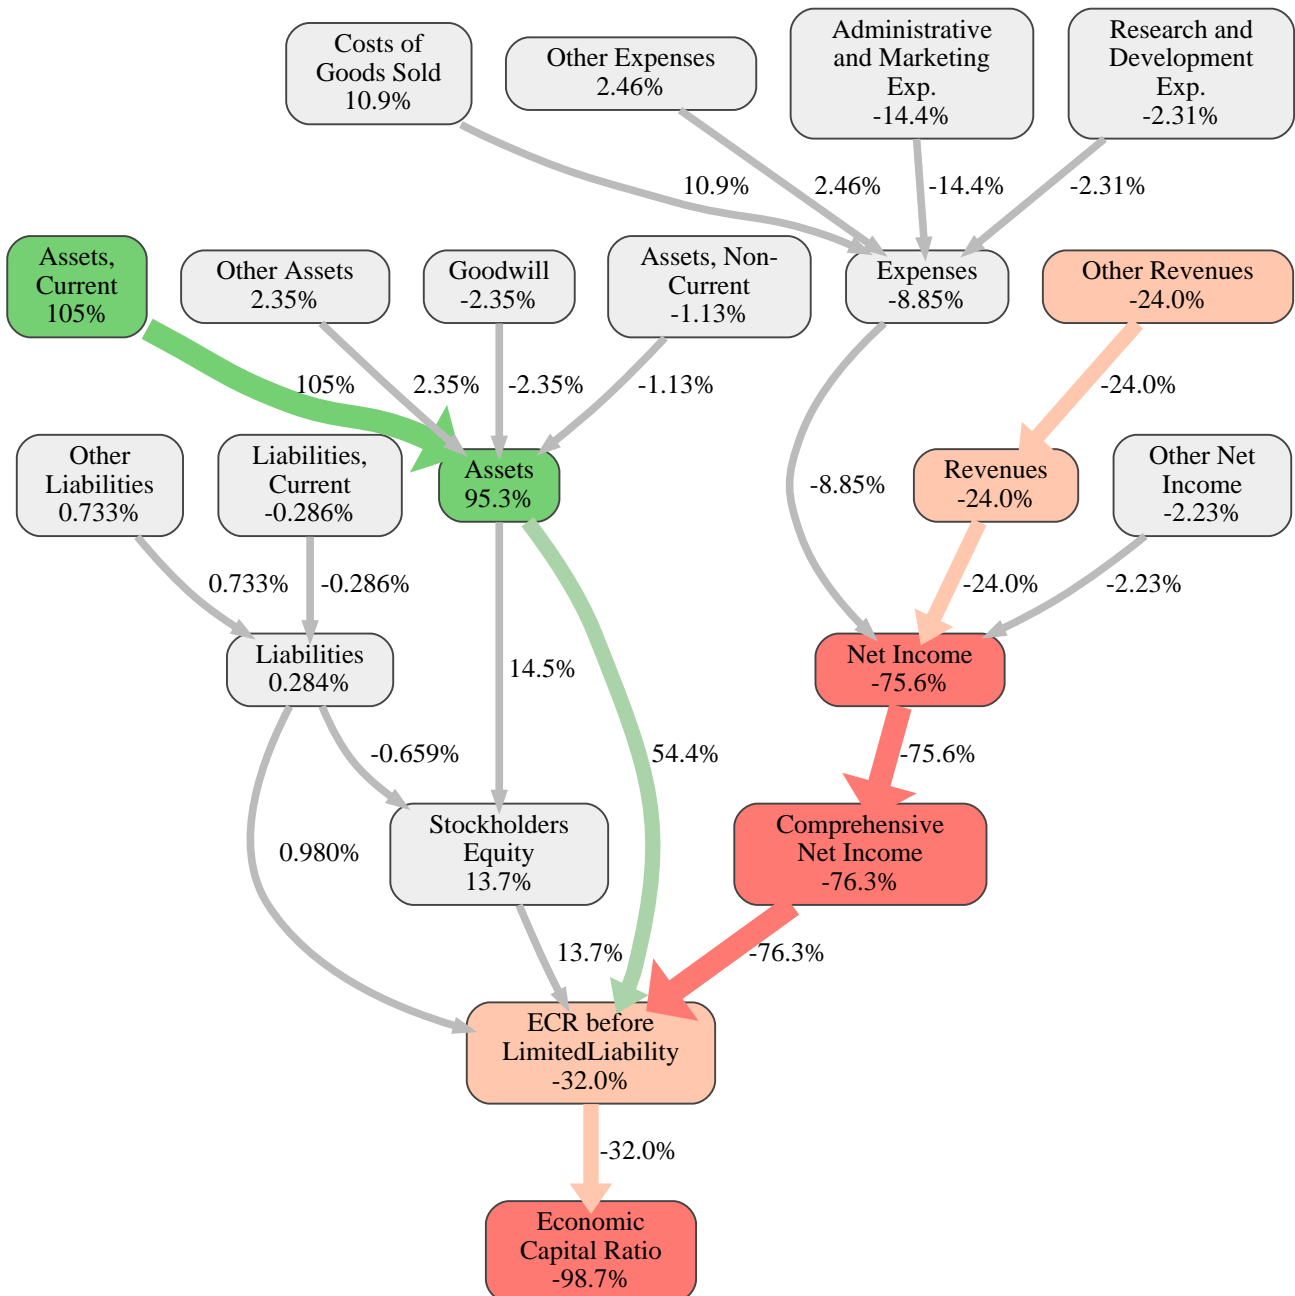 Costs of
Goods Sold
10.9%
Other Expenses
2.46%
Administrative
and Marketing
Exp.
-14.4%
Research and
Development
Exp.
-2.31%
10.9%
2.46%
-14.4%
-2.31%
Assets,
Current
105%
Other Assets
2.35%
Goodwill
-2.35%
Assets, Non-
Current
-1.13%
Expenses
-8.85%
Other Revenues
-24.0%
105%
2.35%
-2.35%
-1.13%
-24.0%
Other
Liabilities
0.733%
Liabilities,
Current
-0.286%
Assets
95.3%
-8.85%
Revenues
-24.0%
Other Net
Income
-2.23%
0.733%
-0.286%
-24.0%
-2.23%
Liabilities
0.284%
14.5%
Net Income
-75.6%
-0.659%
54.4%
-75.6%
0.980%
Stockholders
Equity
13.7%
Comprehensive
Net Income
-76.3%
13.7%
-76.3%
ECR before
LimitedLiability
-32.0%
-32.0%
Economic
Capital Ratio
-98.7%